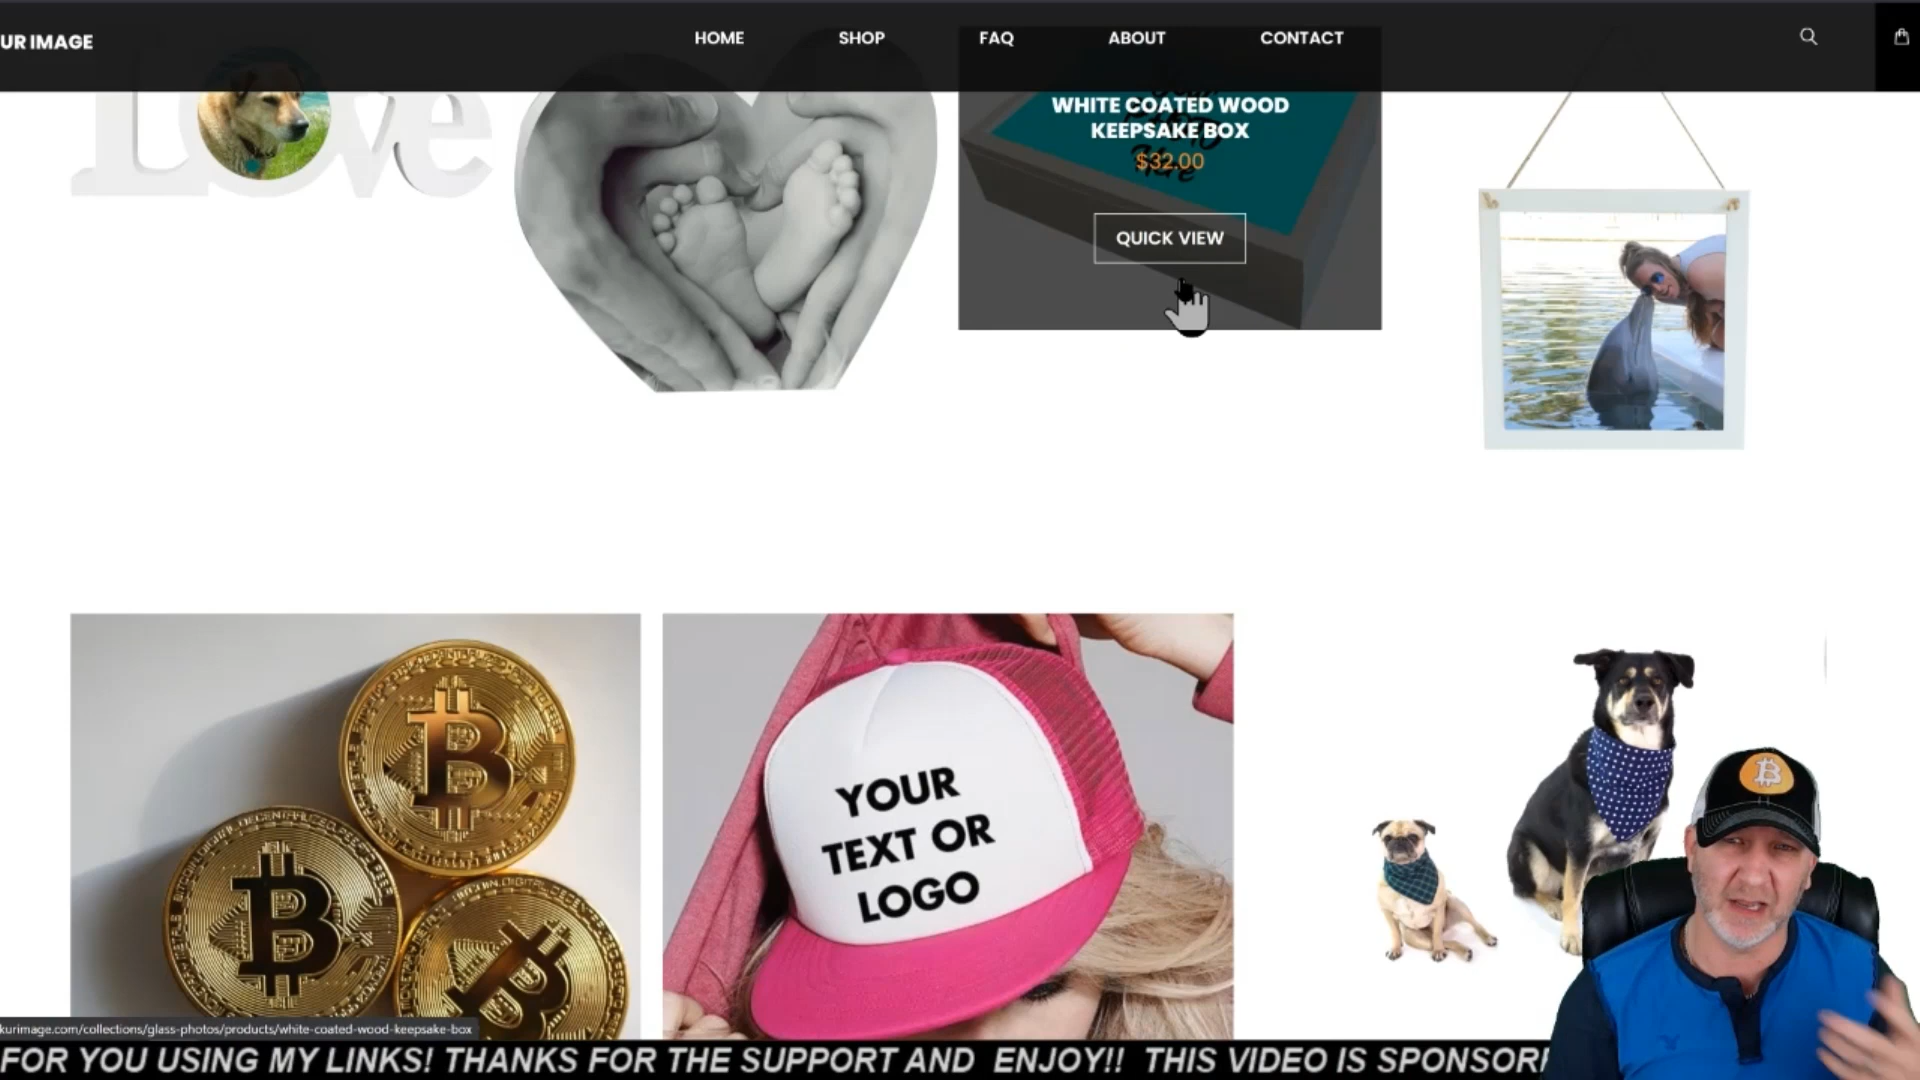 UR IMAGE
HOME
SHOP
FAQ
ABOUT
CONTACT
Love
WHITE COATED WOOD
KEEPSAKE BOX
$32.00
QUICK VIEW
YOUR
TEXT OR
LOGO
kurimage.com/collections/glass-photos/products/white-coated-wood-keepsake-box
FOR YOU USING MY LINKS! THANKS FOR THE SUPPORT AND ENJOY!! THIS VIDEO IS SPONSOR